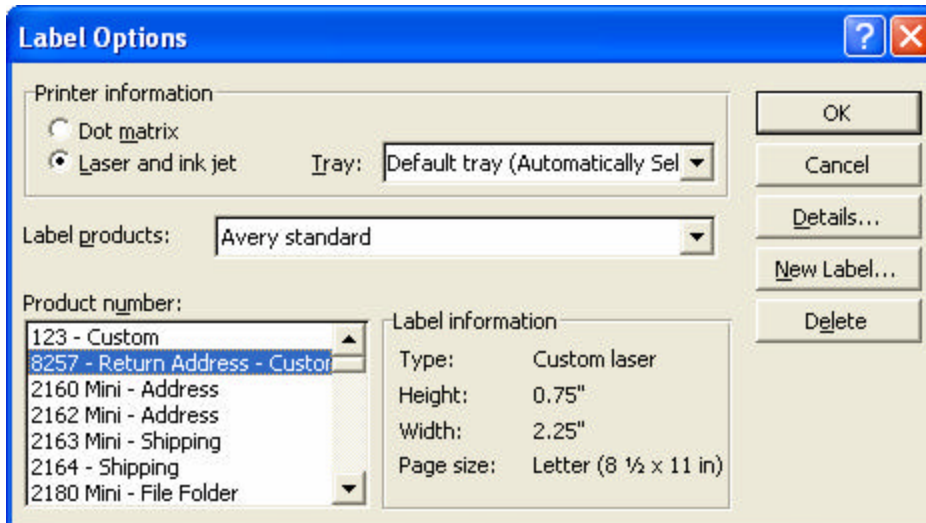 Label Options
Printer information
Dot matrix
Laser and ink jet
Tray:
Default tray (Automatically Sel
OK
Cancel
Details...
New Label...
Delete
Label products:
Avery standard
Product number:
123 - Custom
8257 - Return Address - Custor
2160 Mini - Address
2162 Mini - Address
2163 Mini - Shipping
2164 - Shipping
2180 Mini - File Folder
Label information
Type: Custom laser
Height: 0.75"
Width: 2.25"
Page size: Letter (8 ½ x 11 in)